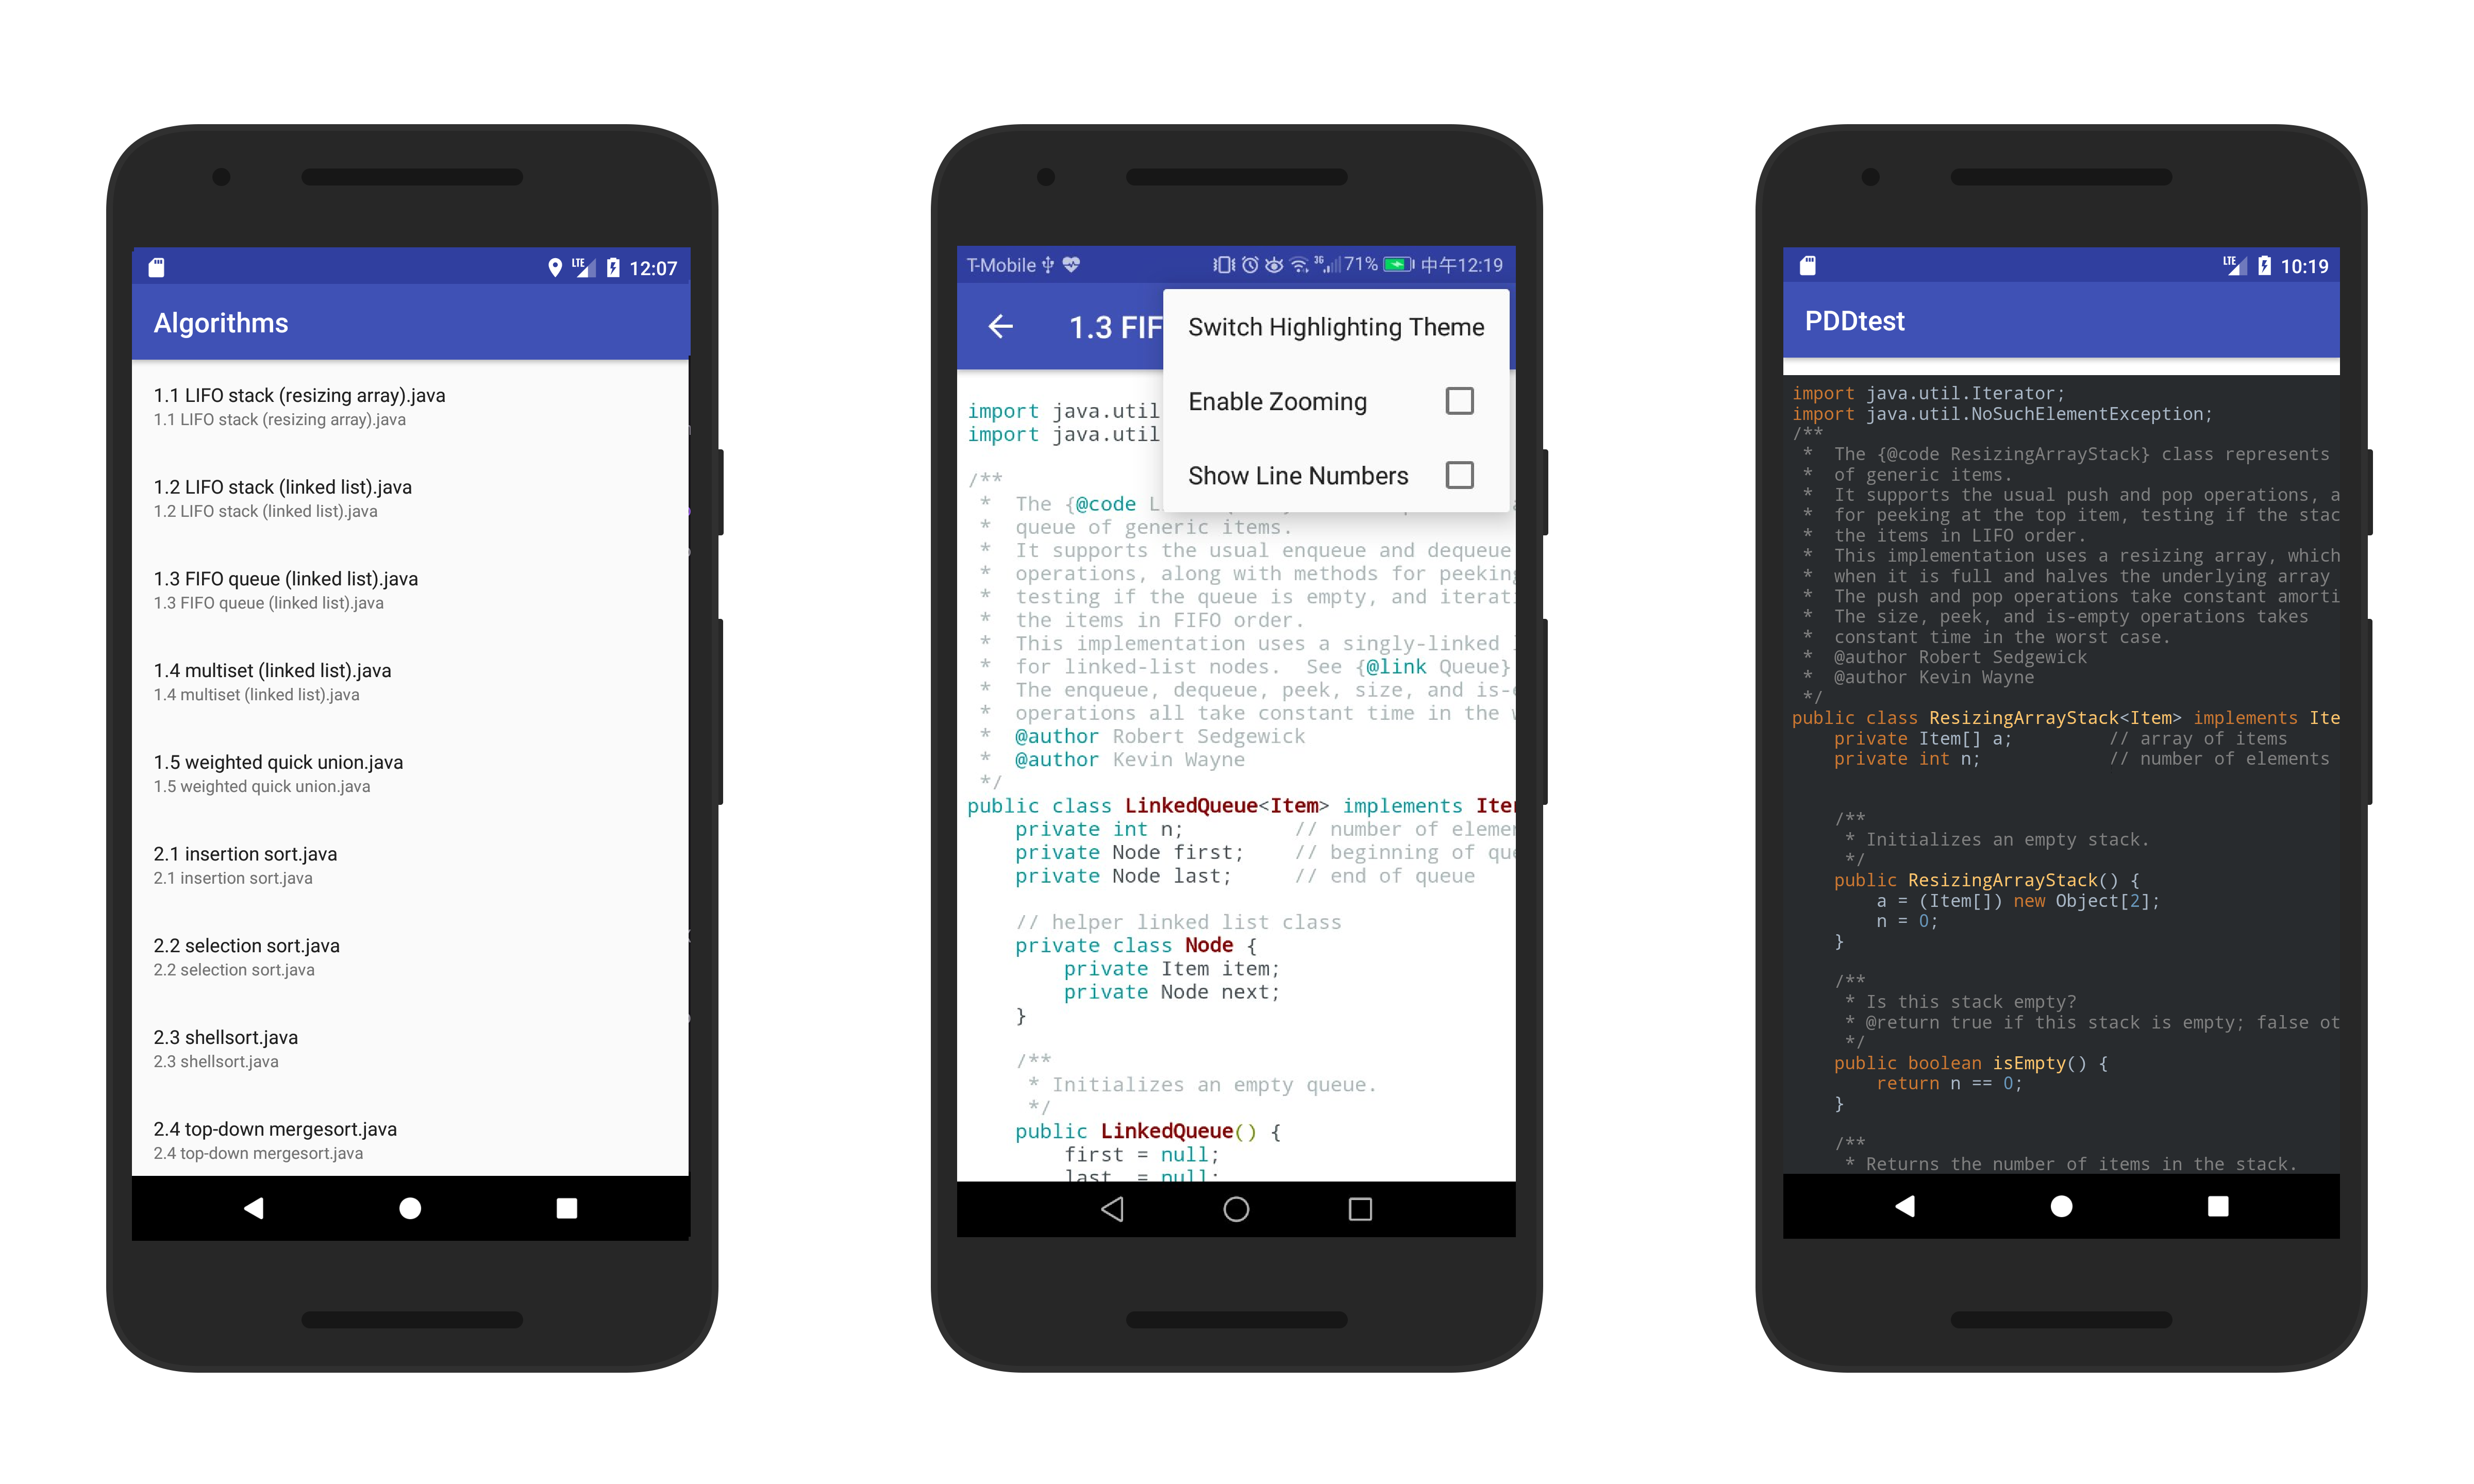 LTE 12:07
Algorithms
1.1 LIFO stack (resizing array).java
1.1 LIFO stack (resizing array).java
1.2 LIFO stack (linked list).java
1.2 LIFO stack (linked list).java
1.3 FIFO queue (linked list).java
1.3 FIFO queue (linked list).java
1.4 multiset (linked list).java
1.4 multiset (linked list).java
1.5 weighted quick union.java
1.5 weighted quick union.java
2.1 insertion sort.java
2.1 insertion sort.java
2.2 selection sort.java
2.2 selection sort.java
2.3 shellsort.java
2.3 shellsort.java
2.4 top-down mergesort.java
2.4 top-down mergesort.java
T-Mobile 3G 71% 中午12:19
1.3 FIF
Switch Highlighting Theme
Enable Zooming
Show Line Numbers
import java.util
import java.util
/**
 *  The {@code L
 *  queue of generic items.
 *  It supports the usual enqueue and dequeue
 *  operations, along with methods for peeking
 *  testing if the queue is empty, and iterati
 *  the items in FIFO order.
 *  This implementation uses a singly-linked
 *  for linked-list nodes.  See {@link Queue}
 *  The enqueue, dequeue, peek, size, and is-e
 *  operations all take constant time in the w
 *  @author Robert Sedgewick
 *  @author Kevin Wayne
 */
public class LinkedQueue<Item> implements Iter
    private int n;         // number of elemen
    private Node first;    // beginning of que
    private Node last;     // end of queue
    // helper linked list class
    private class Node {
        private Item item;
        private Node next;
    }
    /**
     * Initializes an empty queue.
     */
    public LinkedQueue() {
        first = null;
        last  = null;
LTE 10:19
PDDtest
import java.util.Iterator;
import java.util.NoSuchElementException;
/**
 *  The {@code ResizingArrayStack} class represents
 *  of generic items.
 *  It supports the usual push and pop operations, a
 *  for peeking at the top item, testing if the stac
 *  the items in LIFO order.
 *  This implementation uses a resizing array, which
 *  when it is full and halves the underlying array
 *  The push and pop operations take constant amorti
 *  The size, peek, and is-empty operations takes
 *  constant time in the worst case.
 *  @author Robert Sedgewick
 *  @author Kevin Wayne
 */
public class ResizingArrayStack<Item> implements Ite
    private Item[] a;         // array of items
    private int n;            // number of elements
    /**
     * Initializes an empty stack.
     */
    public ResizingArrayStack() {
        a = (Item[]) new Object[2];
        n = 0;
    }
    /**
     * Is this stack empty?
     * @return true if this stack is empty; false ot
     */
    public boolean isEmpty() {
        return n == 0;
    }
    /**
     * Returns the number of items in the stack.